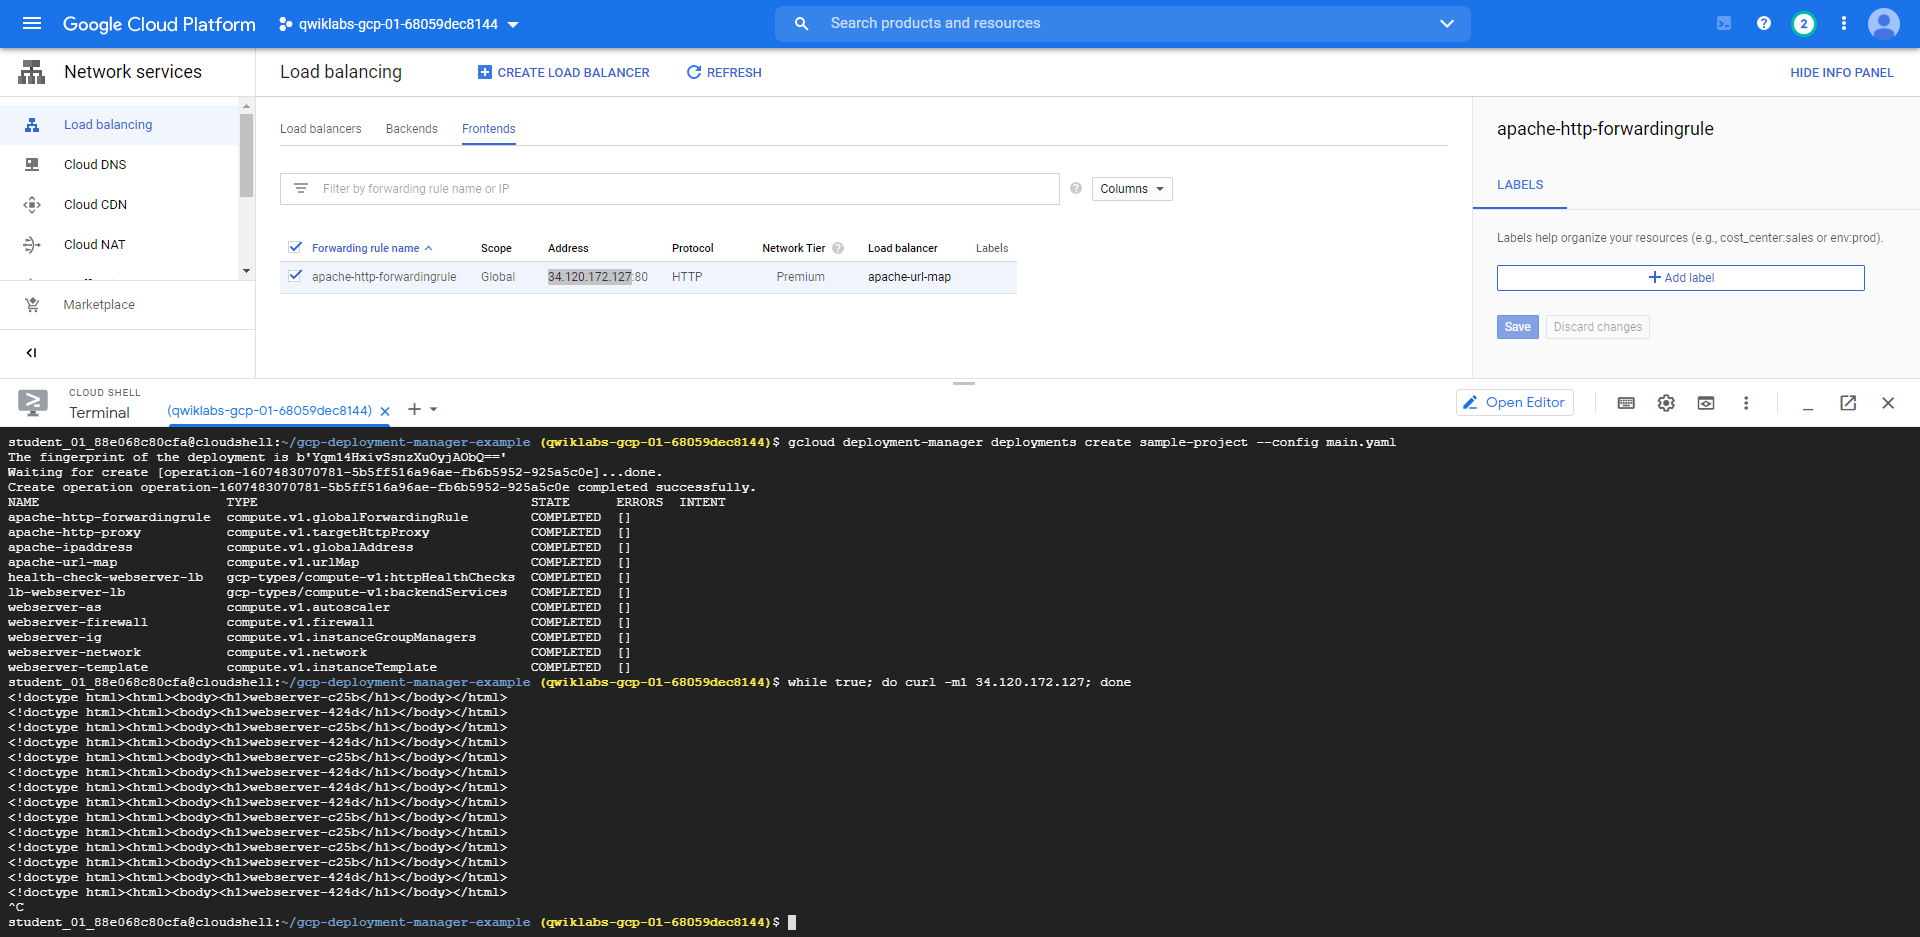 Google Cloud Platform
qwiklabs-gcp-01-68059dec8144
Search products and resources
2
Network services
Load balancing
CREATE LOAD BALANCER
REFRESH
HIDE INFO PANEL
Load balancing
Cloud DNS
Cloud CDN
Cloud NAT
Marketplace
Load balancers Backends Frontends
Filter by forwarding rule name or IP
Columns
Forwarding rule name Scope Address Protocol Network Tier Load balancer Labels
apache-http-forwardingrule Global 34.120.172.127:80 HTTP Premium apache-url-map
apache-http-forwardingrule
LABELS
Labels help organize your resources (e.g., cost_center:sales or env:prod).
Add label
Save Discard changes
CLOUD SHELL
Terminal
(qwiklabs-gcp-01-68059dec8144)
Open Editor
student_01_88e068c80cfa@cloudshell:~/gcp-deployment-manager-example (qwiklabs-gcp-01-68059dec8144)$ gcloud deployment-manager deployments create sample-project --config main.yaml
The fingerprint of the deployment is b'Yqm14HxivSsnzXuOyjAObQ=='
Waiting for create [operation-1607483070781-5b5ff516a96ae-fb6b5952-925a5c0e]...done.
Create operation operation-1607483070781-5b5ff516a96ae-fb6b5952-925a5c0e completed successfully.
NAME TYPE STATE ERRORS INTENT
apache-http-forwardingrule compute.v1.globalForwardingRule COMPLETED []
apache-http-proxy compute.v1.targetHttpProxy COMPLETED []
apache-ipaddress compute.v1.globalAddress COMPLETED []
apache-url-map compute.v1.urlMap COMPLETED []
health-check-webserver-lb gcp-types/compute-v1:httpHealthChecks COMPLETED []
lb-webserver-lb gcp-types/compute-v1:backendServices COMPLETED []
webserver-as compute.v1.autoscaler COMPLETED []
webserver-firewall compute.v1.firewall COMPLETED []
webserver-ig compute.v1.instanceGroupManagers COMPLETED []
webserver-network compute.v1.network COMPLETED []
webserver-template compute.v1.instanceTemplate COMPLETED []
student_01_88e068c80cfa@cloudshell:~/gcp-deployment-manager-example (qwiklabs-gcp-01-68059dec8144)$ while true; do curl -m1 34.120.172.127; done
<!doctype html><html><body><h1>webserver-c25b</h1></body></html>
<!doctype html><html><body><h1>webserver-424d</h1></body></html>
<!doctype html><html><body><h1>webserver-c25b</h1></body></html>
<!doctype html><html><body><h1>webserver-424d</h1></body></html>
<!doctype html><html><body><h1>webserver-c25b</h1></body></html>
<!doctype html><html><body><h1>webserver-424d</h1></body></html>
<!doctype html><html><body><h1>webserver-424d</h1></body></html>
<!doctype html><html><body><h1>webserver-424d</h1></body></html>
<!doctype html><html><body><h1>webserver-c25b</h1></body></html>
<!doctype html><html><body><h1>webserver-c25b</h1></body></html>
<!doctype html><html><body><h1>webserver-c25b</h1></body></html>
<!doctype html><html><body><h1>webserver-c25b</h1></body></html>
<!doctype html><html><body><h1>webserver-424d</h1></body></html>
<!doctype html><html><body><h1>webserver-424d</h1></body></html>
^C
student_01_88e068c80cfa@cloudshell:~/gcp-deployment-manager-example (qwiklabs-gcp-01-68059dec8144)$